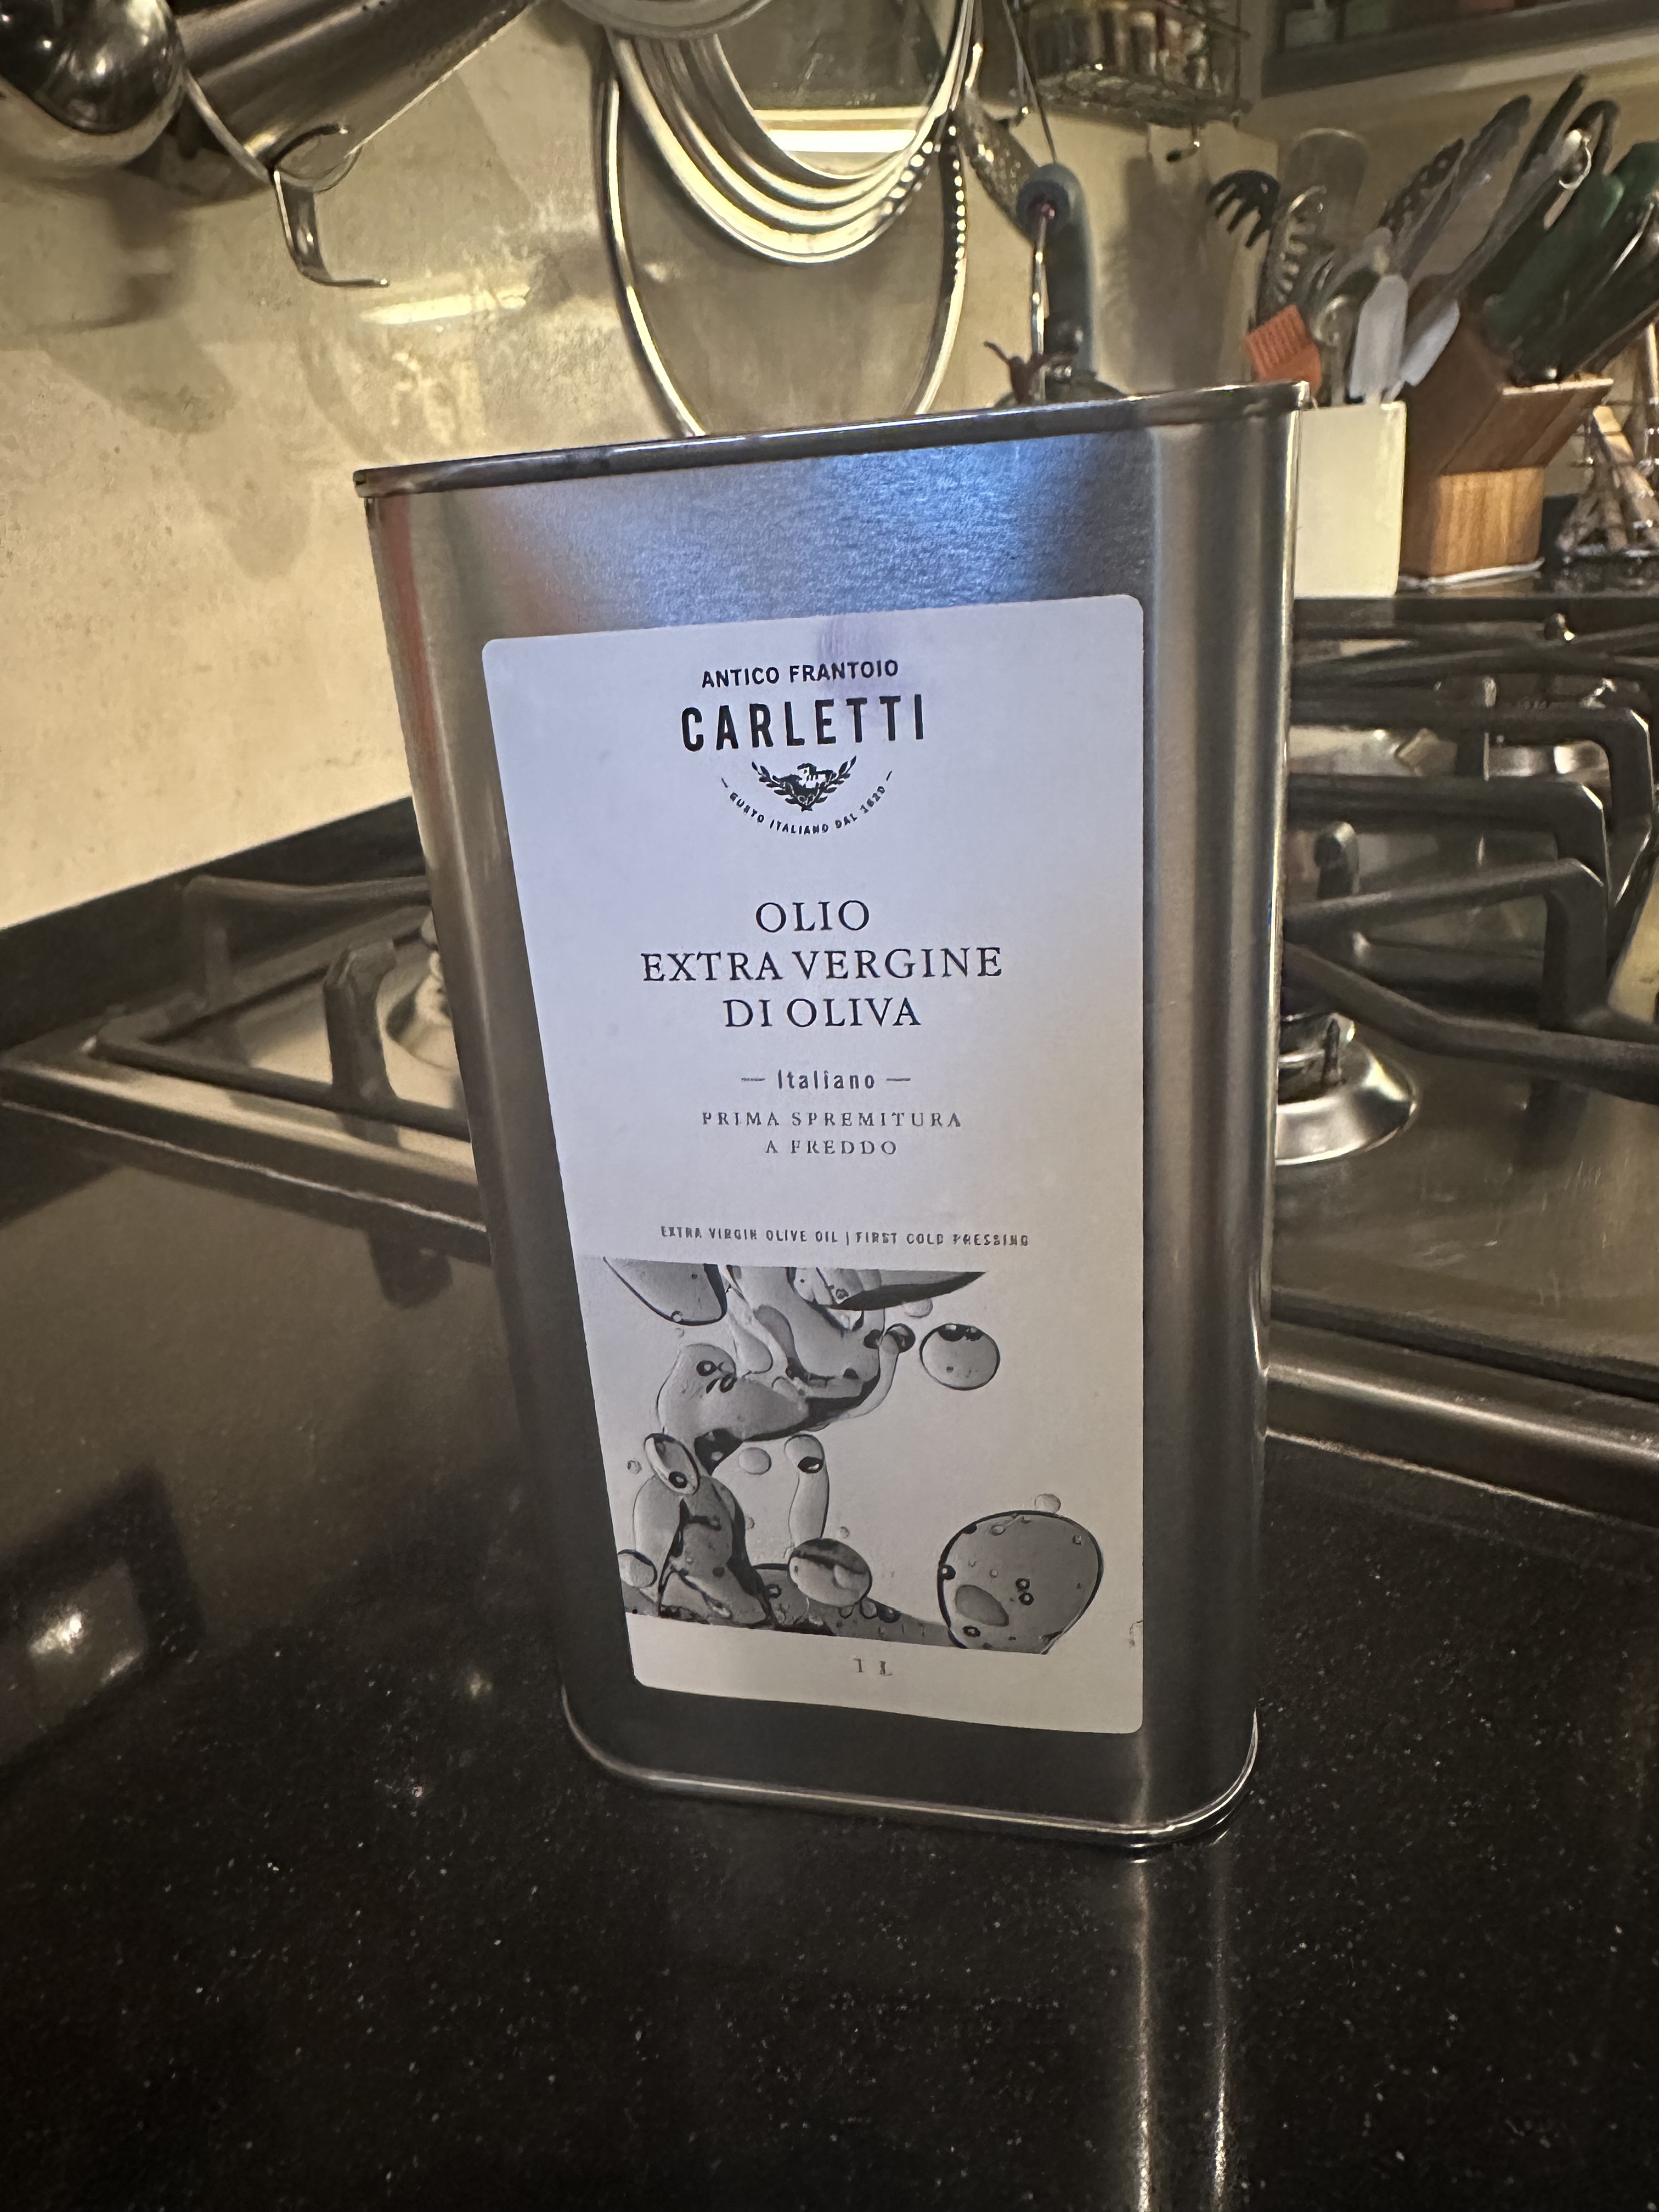 ANTICO FRANTOIO
CARLETTI
— GUSTO ITALIANO DAL 1820 —
OLIO
EXTRA VERGINE
DI OLIVA
— Italiano —
PRIMA SPREMITURA
A FREDDO
EXTRA VIRGIN OLIVE OIL | FIRST COLD PRESSING
1 L